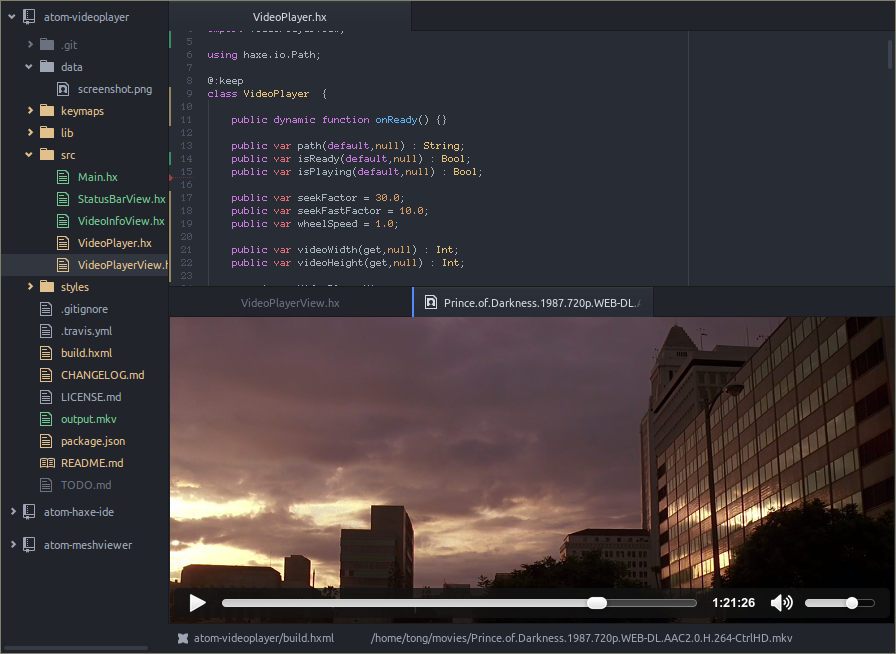 atom-videoplayer
.git
data
screenshot.png
keymaps
lib
src
Main.hx
StatusBarView.hx
VideoInfoView.hx
VideoPlayer.hx
VideoPlayerView.h
styles
.gitignore
.travis.yml
build.hxml
CHANGELOG.md
LICENSE.md
output.mkv
package.json
README.md
TODO.md
atom-haxe-ide
atom-meshviewer
VideoPlayer.hx
5
6 using haxe.io.Path;
7
8 @:keep
9 class VideoPlayer {
10
11 public dynamic function onReady() {}
12
13 public var path(default,null) : String;
14 public var isReady(default,null) : Bool;
15 public var isPlaying(default,null) : Bool;
16
17 public var seekFactor = 30.0;
18 public var seekFastFactor = 10.0;
19 public var wheelSpeed = 1.0;
20
21 public var videoWidth(get,null) : Int;
22 public var videoHeight(get,null) : Int;
23
VideoPlayerView.hx
Prince.of.Darkness.1987.720p.WEB-DL.
1:21:26
atom-videoplayer/build.hxml
/home/tong/movies/Prince.of.Darkness.1987.720p.WEB-DL.AAC2.0.H.264-CtrlHD.mkv